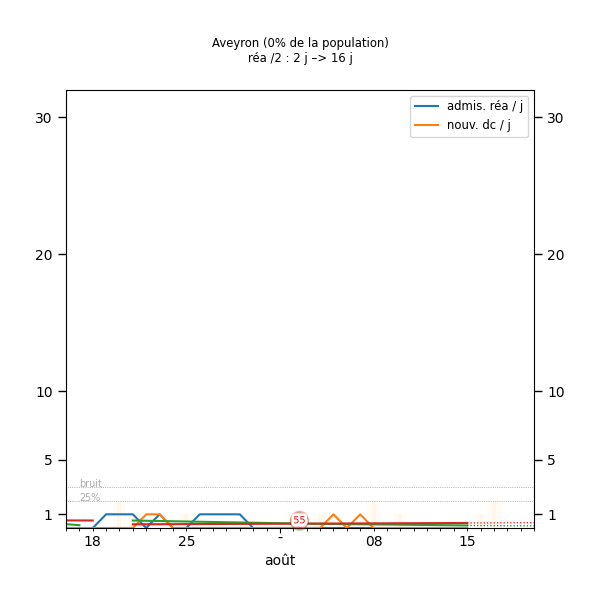 Aveyron (0% de la population)
réa /2 : 2 j –> 16 j
admis. réa / j
nouv. dc / j
30
30
20
20
10
10
5
5
bruit
25%
1
1
55
18
25
-
08
15
août